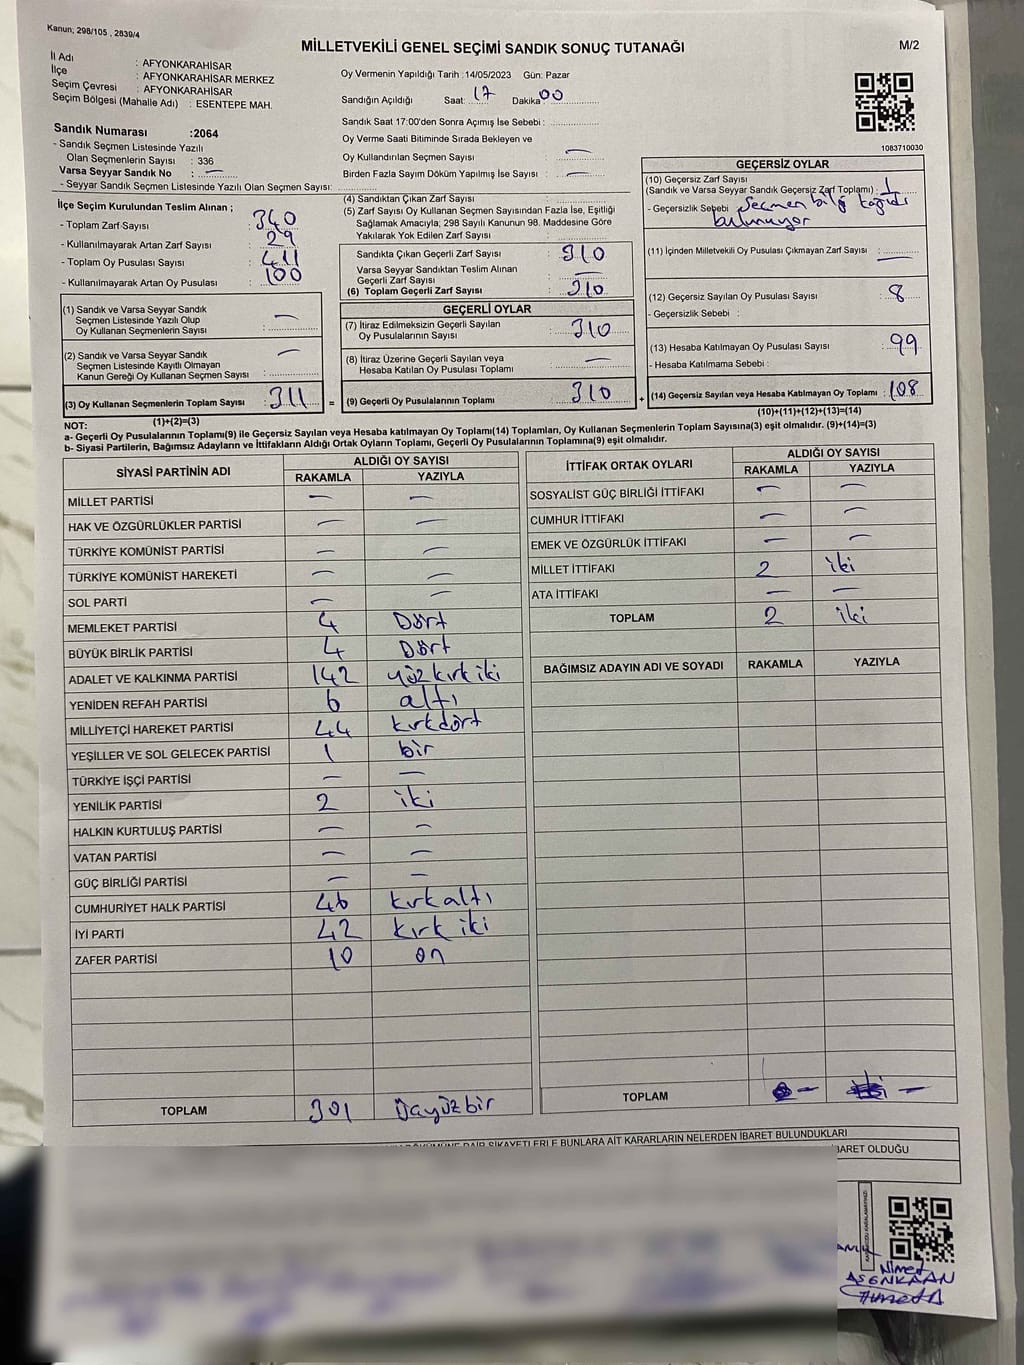 Kanun; 298/105 , 2839/4
MİLLETVEKİLİ GENEL SEÇİMİ SANDIK SONUÇ TUTANAĞI
M/2
İl Adı : AFYONKARAHİSAR
İlçe : AFYONKARAHİSAR MERKEZ
Seçim Çevresi : AFYONKARAHİSAR
Seçim Bölgesi (Mahalle Adı) : ESENTEPE MAH.
Oy Vermenin Yapıldığı Tarih :14/05/2023 Gün: Pazar
Sandığın Açıldığı Saat: 17 Dakika 00
Sandık Saat 17:00'den Sonra Açımış İse Sebebi :
Oy Verme Saati Bitiminde Sırada Bekleyen ve
Oy Kullandırılan Seçmen Sayısı : —
Birden Fazla Sayım Döküm Yapılmış İse Sayısı : —
1083710030
Sandık Numarası :2064
- Sandık Seçmen Listesinde Yazılı
Olan Seçmenlerin Sayısı : 336
Varsa Seyyar Sandık No : —
- Seyyar Sandık Seçmen Listesinde Yazılı Olan Seçmen Sayısı:
İlçe Seçim Kurulundan Teslim Alınan ;
- Toplam Zarf Sayısı : 340
- Kullanılmayarak Artan Zarf Sayısı : 29
- Toplam Oy Pusulası Sayısı : 411
- Kullanılmayarak Artan Oy Pusulası : 100
(1) Sandık ve Varsa Seyyar Sandık
Seçmen Listesinde Yazılı Olup
Oy Kullanan Seçmenlerin Sayısı : —
(2) Sandık ve Varsa Seyyar Sandık
Seçmen Listesinde Kayıtlı Olmayan
Kanun Gereği Oy Kullanan Seçmen Sayısı : —
(3) Oy Kullanan Seçmenlerin Toplam Sayısı : 311 =
(1)+(2)=(3)
(4) Sandıktan Çıkan Zarf Sayısı :
(5) Zarf Sayısı Oy Kullanan Seçmen Sayısından Fazla İse, Eşitliği
Sağlamak Amacıyla, 298 Sayılı Kanunun 98. Maddesine Göre
Yakılarak Yok Edilen Zarf Sayısı :
Sandıkta Çıkan Geçerli Zarf Sayısı : 310
Varsa Seyyar Sandıktan Teslim Alınan
Geçerli Zarf Sayısı : —
(6) Toplam Geçerli Zarf Sayısı : 310
GEÇERLİ OYLAR
(7) İtiraz Edilmeksizin Geçerli Sayılan
Oy Pusulalarının Sayısı : 310
(8) İtiraz Üzerine Geçerli Sayılan veya
Hesaba Katılan Oy Pusulası Toplamı : —
(9) Geçerli Oy Pusulalarının Toplamı : 310 +
GEÇERSİZ OYLAR
(10) Geçersiz Zarf Sayısı
(Sandık ve Varsa Seyyar Sandık Geçersiz Zarf Toplamı) : 1
- Geçersizlik Sebebi : Seçmen bilgi kağıdı
bulunuyor
(11) İçinden Milletvekili Oy Pusulası Çıkmayan Zarf Sayısı : —
(12) Geçersiz Sayılan Oy Pusulası Sayısı : 8
- Geçersizlik Sebebi :
(13) Hesaba Katılmayan Oy Pusulası Sayısı : 99
- Hesaba Katılmama Sebebi :
(14) Geçersiz Sayılan veya Hesaba Katılmayan Oy Toplamı : 108
(10)+(11)+(12)+(13)=(14)
NOT:
a- Geçerli Oy Pusulalarının Toplamı(9) ile Geçersiz Sayılan veya Hesaba katılmayan Oy Toplamı(14) Toplamları, Oy Kullanan Seçmenlerin Toplam Sayısına(3) eşit olmalıdır. (9)+(14)=(3)
b- Siyasi Partilerin, Bağımsız Adayların ve İttifakların Aldığı Ortak Oyların Toplamı, Geçerli Oy Pusulalarının Toplamına(9) eşit olmalıdır.
SİYASİ PARTİNİN ADI ALDIĞI OY SAYISI
RAKAMLA YAZIYLA
MİLLET PARTİSİ — —
HAK VE ÖZGÜRLÜKLER PARTİSİ — —
TÜRKİYE KOMÜNİST PARTİSİ — —
TÜRKİYE KOMÜNİST HAREKETİ — —
SOL PARTİ — —
MEMLEKET PARTİSİ 4 Dört
BÜYÜK BİRLİK PARTİSİ 4 Dört
ADALET VE KALKINMA PARTİSİ 142 yüzkırkiki
YENİDEN REFAH PARTİSİ 6 altı
MİLLİYETÇİ HAREKET PARTİSİ 44 kırkdört
YEŞİLLER VE SOL GELECEK PARTİSİ 1 bir
TÜRKİYE İŞÇİ PARTİSİ — —
YENİLİK PARTİSİ 2 iki
HALKIN KURTULUŞ PARTİSİ — —
VATAN PARTİSİ — —
GÜÇ BİRLİĞİ PARTİSİ — —
CUMHURİYET HALK PARTİSİ 46 kırkaltı
İYİ PARTİ 42 kırk iki
ZAFER PARTİSİ 10 on
TOPLAM 301
İTTİFAK ORTAK OYLARI ALDIĞI OY SAYISI
RAKAMLA YAZIYLA
SOSYALİST GÜÇ BİRLİĞİ İTTİFAKI — —
CUMHUR İTTİFAKI — —
EMEK VE ÖZGÜRLÜK İTTİFAKI — —
MİLLET İTTİFAKI 2 iki
ATA İTTİFAKI — —
TOPLAM 2 iki
BAĞIMSIZ ADAYIN ADI VE SOYADI RAKAMLA YAZIYLA
TOPLAM — —
DAİR ŞİKAYETLERLE BUNLARA AİT KARARLARIN NELERDEN İBARET BULUNDUKLARI
OLDUĞU